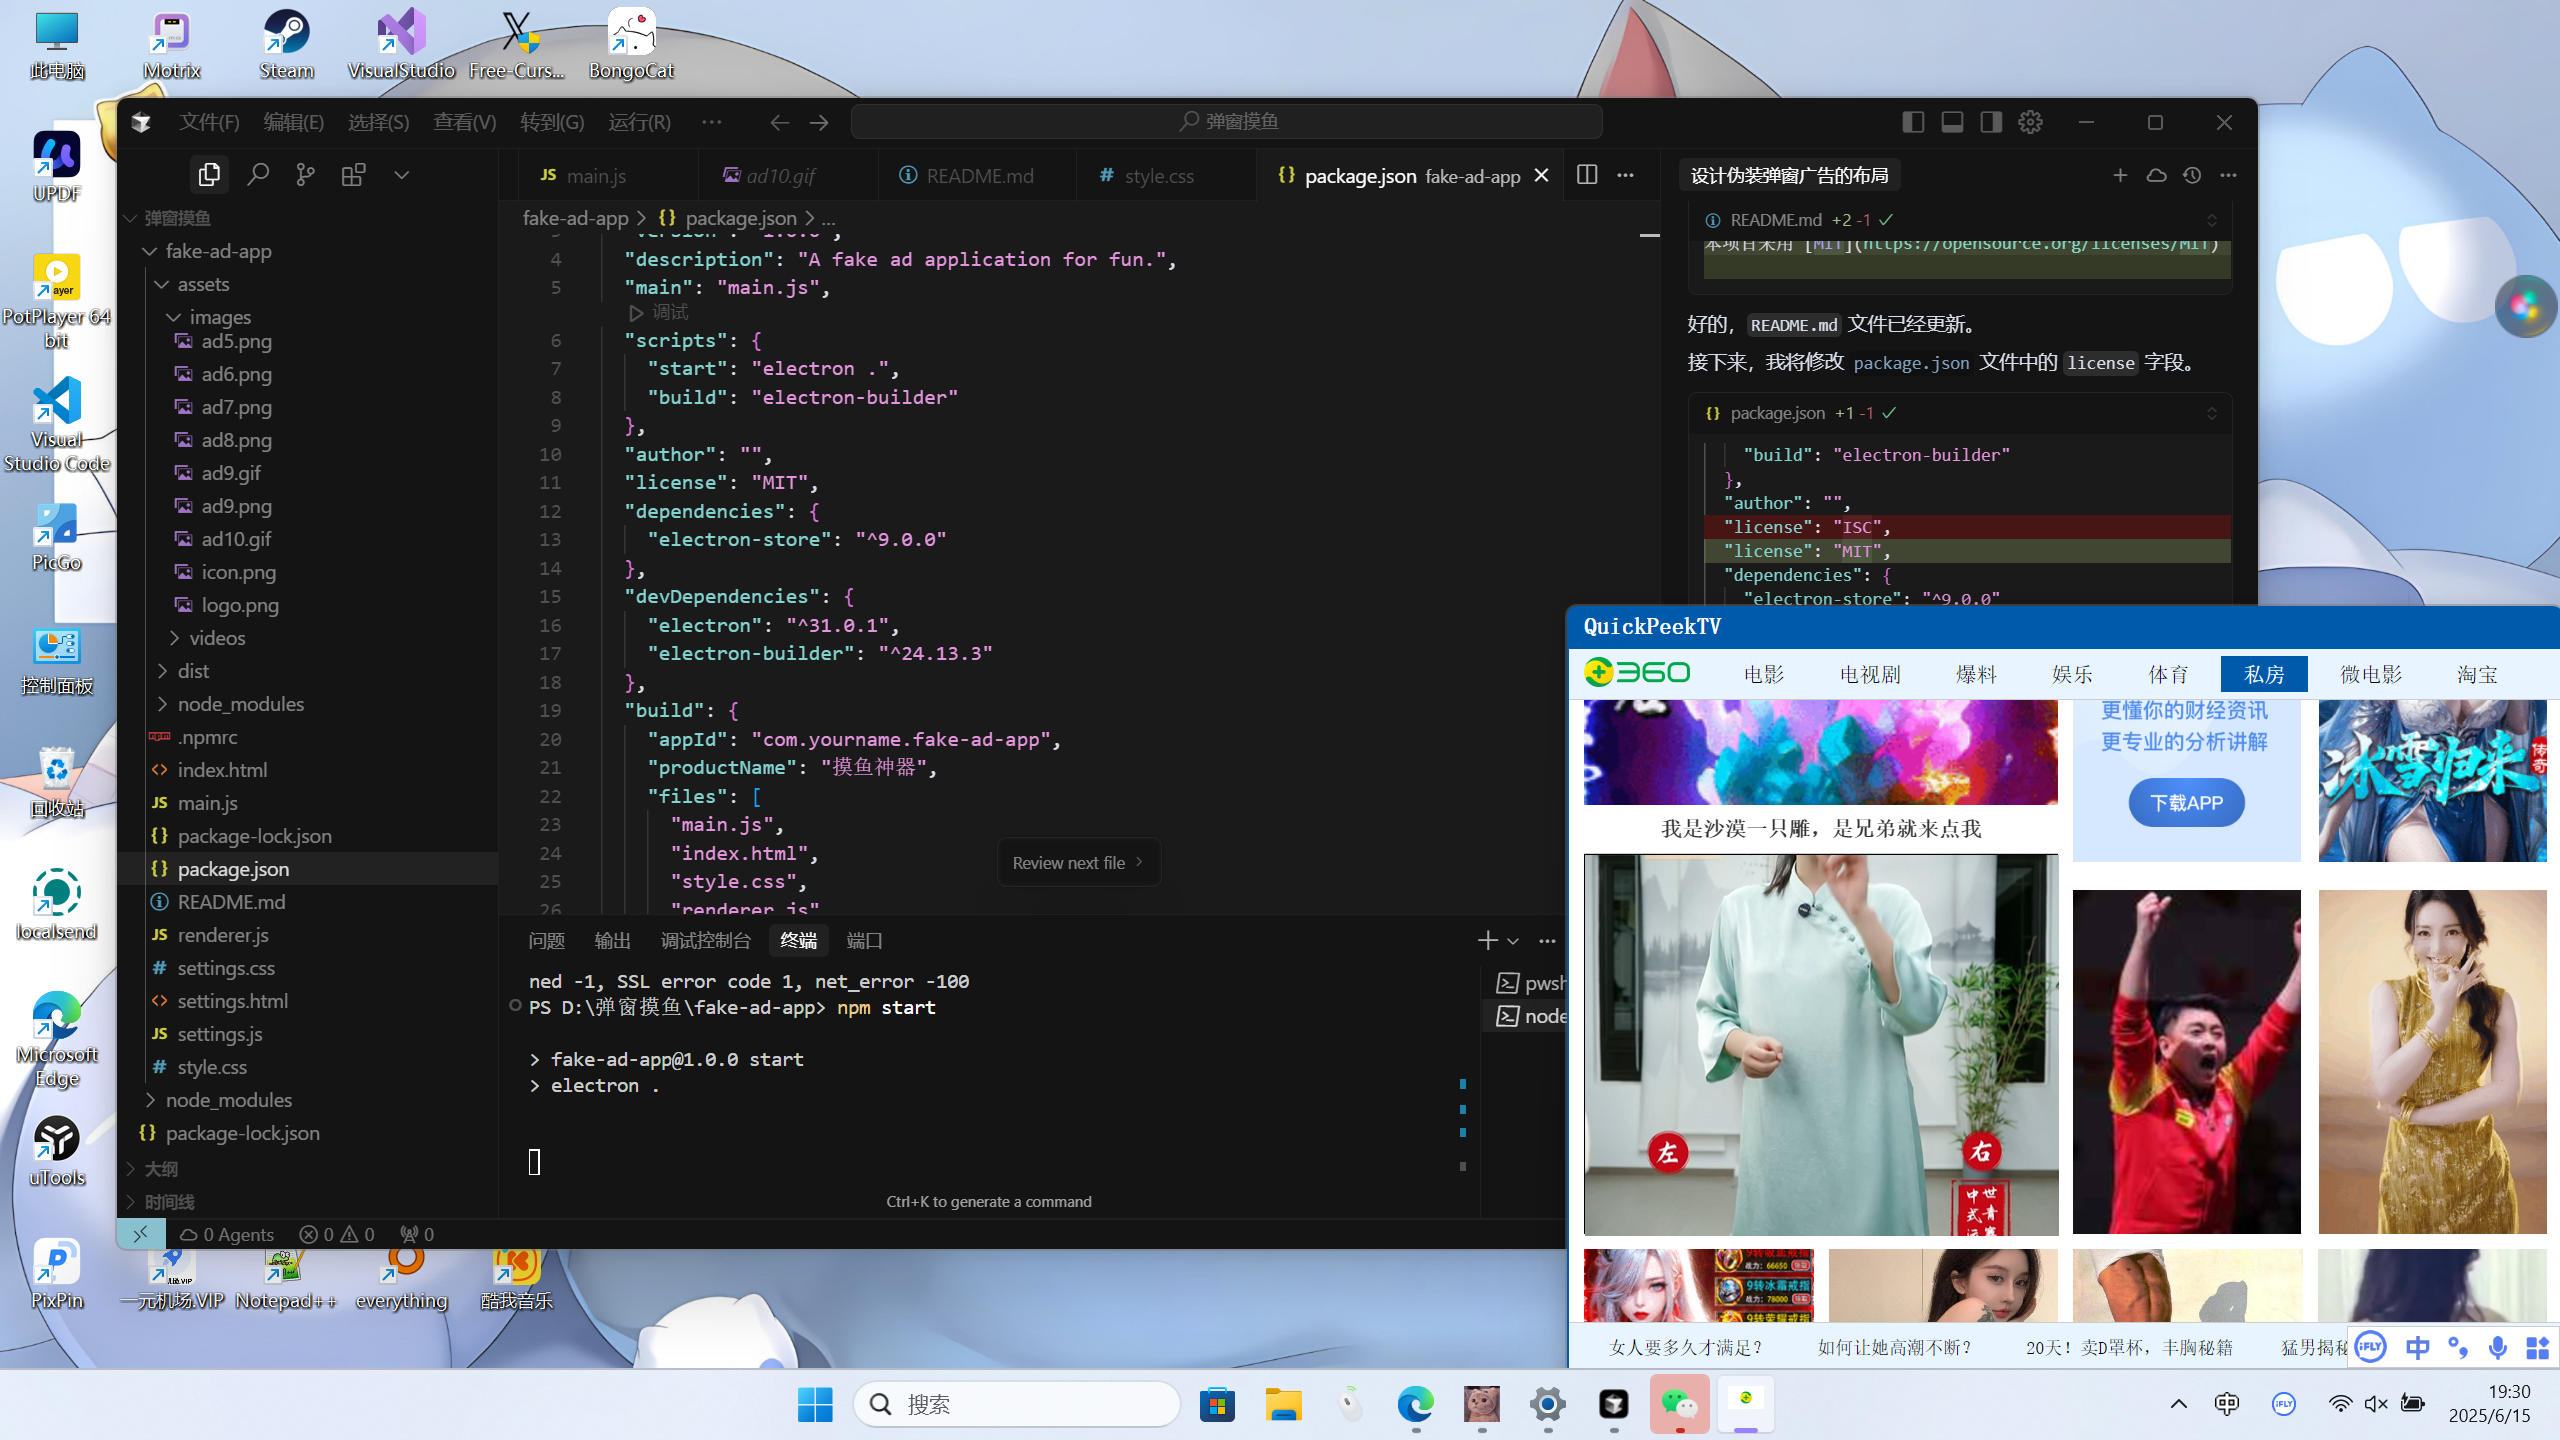 此电脑
Motrix
Steam
VisualStudio
Free-Curs...
BongoCat
UPDF
PotPlayer 64 bit
Visual Studio Code
PicGo
控制面板
回收站
localsend
Microsoft Edge
uTools
PixPin
一元机场.VIP
Notepad++
everything
酷我音乐
文件(F) 编辑(E) 选择(S) 查看(V) 转到(G) 运行(R) ···
弹窗摸鱼
弹窗摸鱼
fake-ad-app
assets
images
ad5.png
ad6.png
ad7.png
ad8.png
ad9.gif
ad9.png
ad10.gif
icon.png
logo.png
videos
dist
node_modules
.npmrc
index.html
main.js
package-lock.json
package.json
README.md
renderer.js
settings.css
settings.html
settings.js
style.css
node_modules
package-lock.json
大纲
时间线
0 Agents 0 0 0
JS main.js
ad10.gif
README.md
# style.css
{} package.json fake-ad-app
fake-ad-app > {} package.json > ...
3 "version": "1.0.0",
4 "description": "A fake ad application for fun.",
5 "main": "main.js",
调试
6 "scripts": {
7 "start": "electron .",
8 "build": "electron-builder"
9 },
10 "author": "",
11 "license": "MIT",
12 "dependencies": {
13 "electron-store": "^9.0.0"
14 },
15 "devDependencies": {
16 "electron": "^31.0.1",
17 "electron-builder": "^24.13.3"
18 },
19 "build": {
20 "appId": "com.yourname.fake-ad-app",
21 "productName": "摸鱼神器",
22 "files": [
23 "main.js",
24 "index.html",
25 "style.css",
26 "renderer.js"
Review next file >
问题 输出 调试控制台 终端 端口
ned -1, SSL error code 1, net_error -100
PS D:\弹窗摸鱼\fake-ad-app> npm start
> fake-ad-app@1.0.0 start
> electron .
Ctrl+K to generate a command
pwsh
node
设计伪装弹窗广告的布局
README.md +2 -1
本项目采用 [MIT](https://opensource.org/licenses/MIT)
好的，README.md 文件已经更新。
接下来，我将修改 package.json 文件中的 license 字段。
{} package.json +1 -1
"build": "electron-builder"
},
"author": "",
"license": "ISC",
"license": "MIT",
"dependencies": {
"electron-store": "^9.0.0"
QuickPeekTV
360 电影 电视剧 爆料 娱乐 体育 私房 微电影 淘宝
更懂你的财经资讯
更专业的分析讲解
下载APP
冰雪归来
传奇
我是沙漠一只雕，是兄弟就来点我
左
右
9转冰霜戒指
战力: 78000
战力: 66650
女人要多久才满足？ 如何让她高潮不断？ 20天！卖D罩杯，丰胸秘籍 猛男揭秘
iFLY 中
搜索
中
iFLY
19:30
2025/6/15